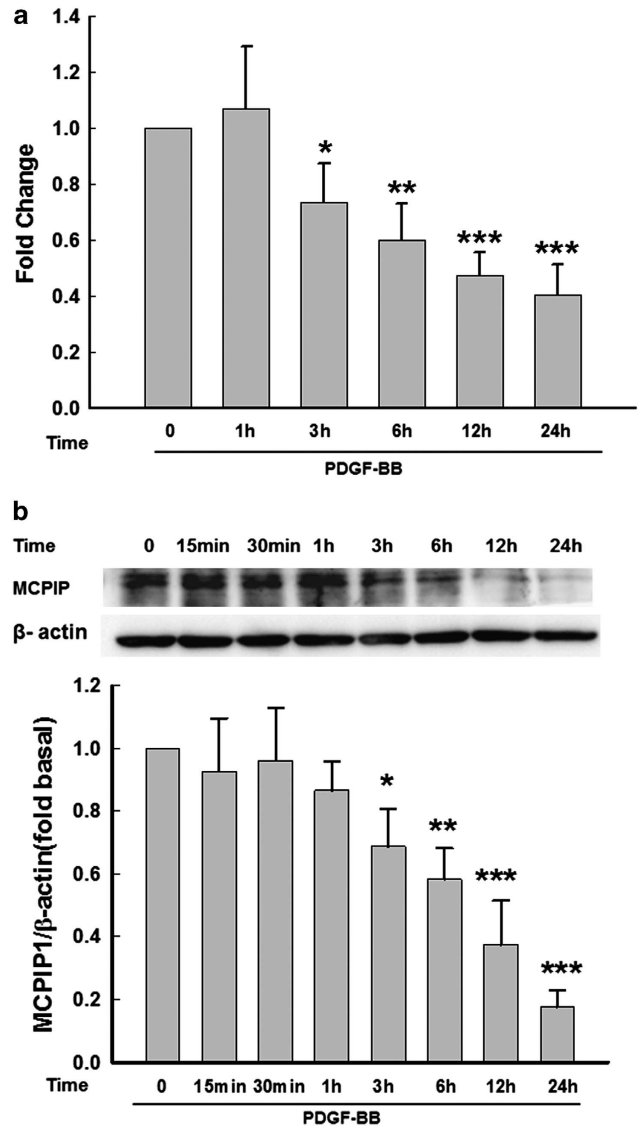 a
Fold Change
1.4
1.2
1.0
0.8
0.6
0.4
0.2
0.0
* ** *** ***
Time 0 1h 3h 6h 12h 24h
PDGF-BB
b
Time 0 15min 30min 1h 3h 6h 12h 24h
MCPIP
β- actin
MCPIP1/β-actin(fold basal)
1.2
1.0
0.8
0.6
0.4
0.2
0.0
* ** *** ***
Time 0 15min 30min 1h 3h 6h 12h 24h
PDGF-BB